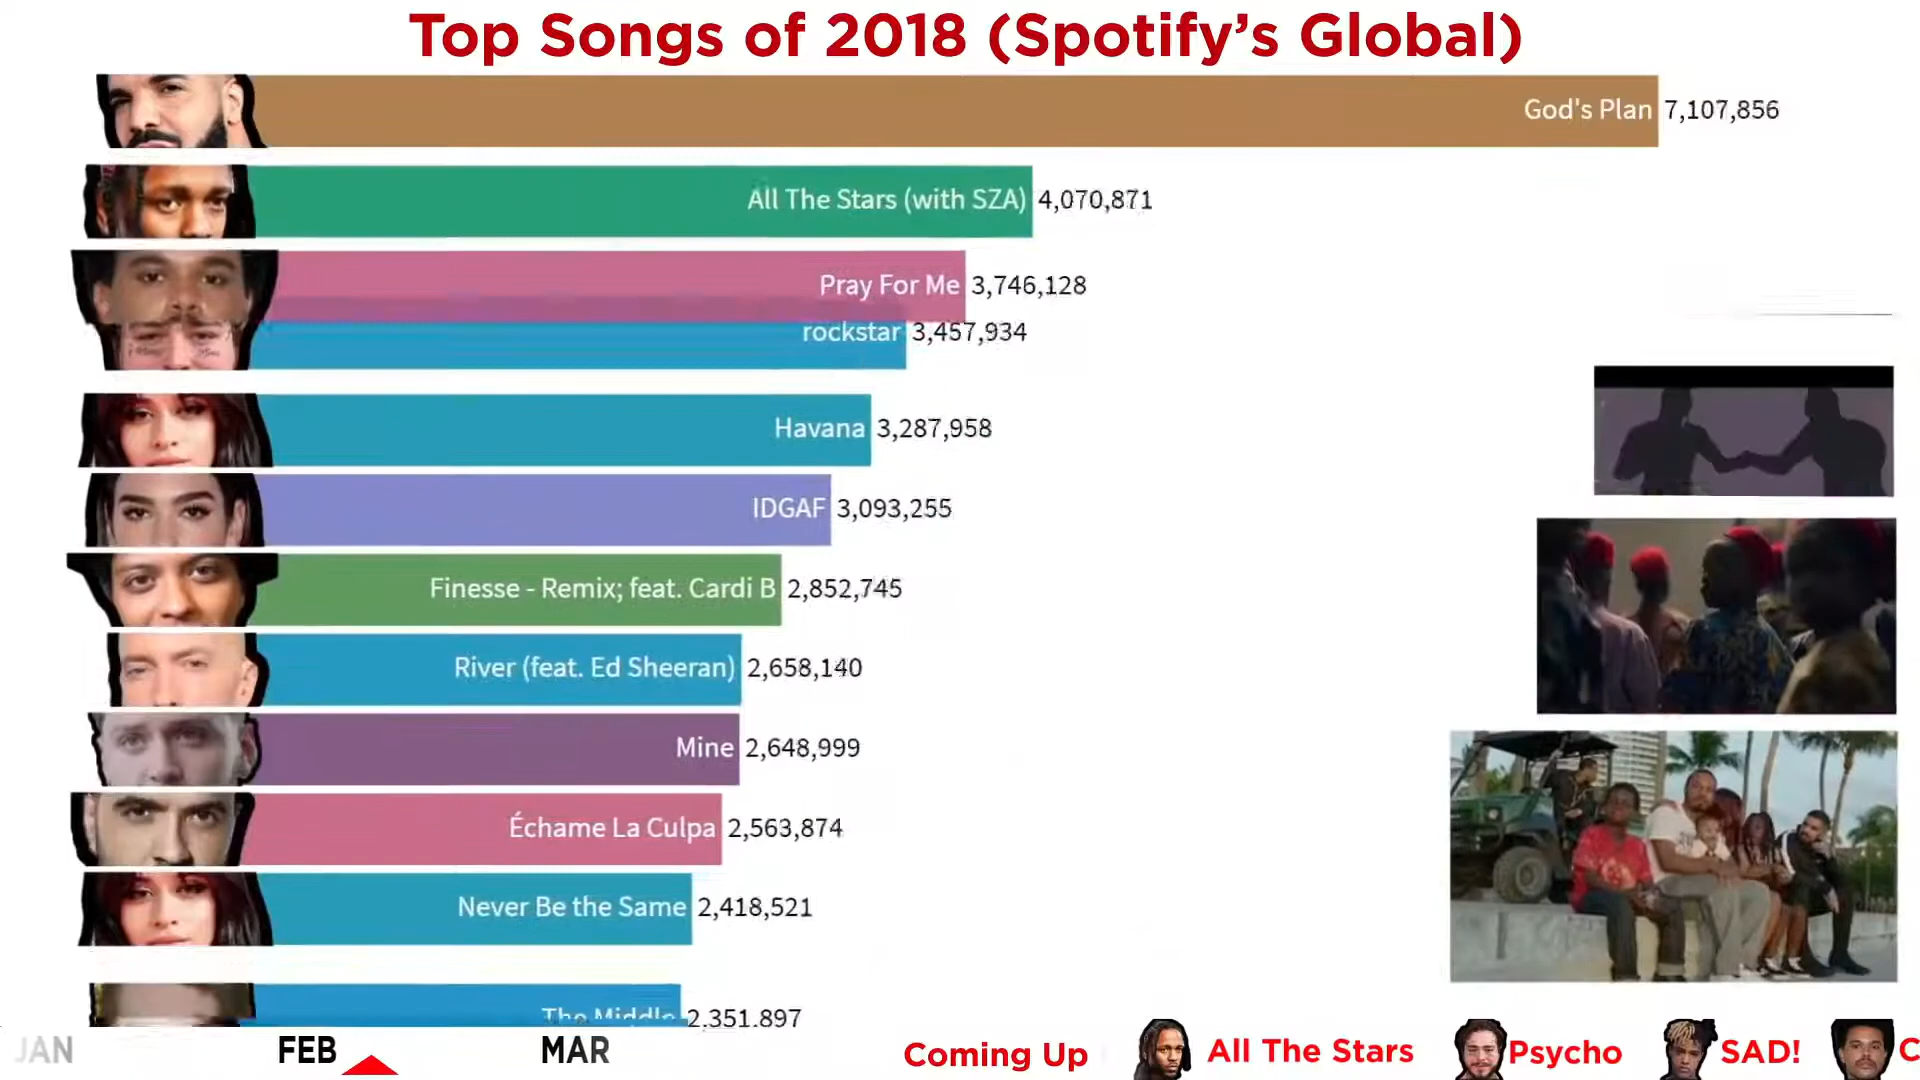 Top Songs of 2018 (Spotify’s Global)
God's Plan 7,107,856
All The Stars (with SZA) 4,070,871
Pray For Me 3,746,128
rockstar 3,457,934
Havana 3,287,958
IDGAF 3,093,255
Finesse - Remix; feat. Cardi B 2,852,745
River (feat. Ed Sheeran) 2,658,140
Mine 2,648,999
Échame La Culpa 2,563,874
Never Be the Same 2,418,521
The Middle 2,351,897
JAN FEB MAR
Coming Up All The Stars Psycho SAD! C